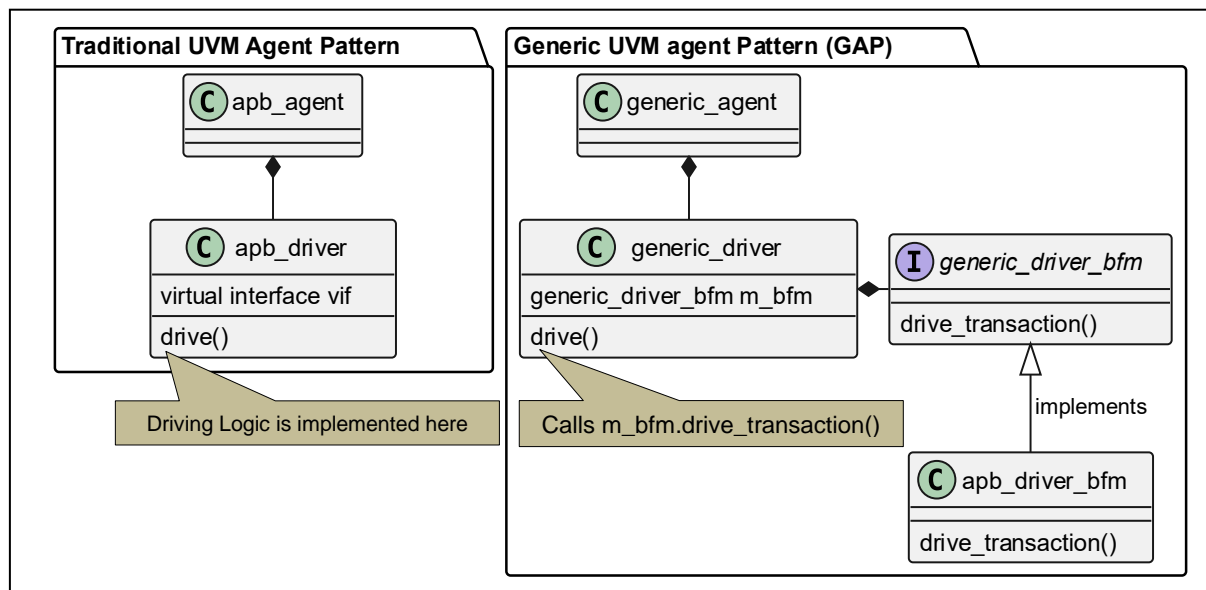 Traditional UVM Agent Pattern
C apb_agent
C apb_driver
virtual interface vif
drive()
Driving Logic is implemented here
Generic UVM agent Pattern (GAP)
C generic_agent
C generic_driver
generic_driver_bfm m_bfm
drive()
Calls m_bfm.drive_transaction()
I generic_driver_bfm
drive_transaction()
implements
C apb_driver_bfm
drive_transaction()